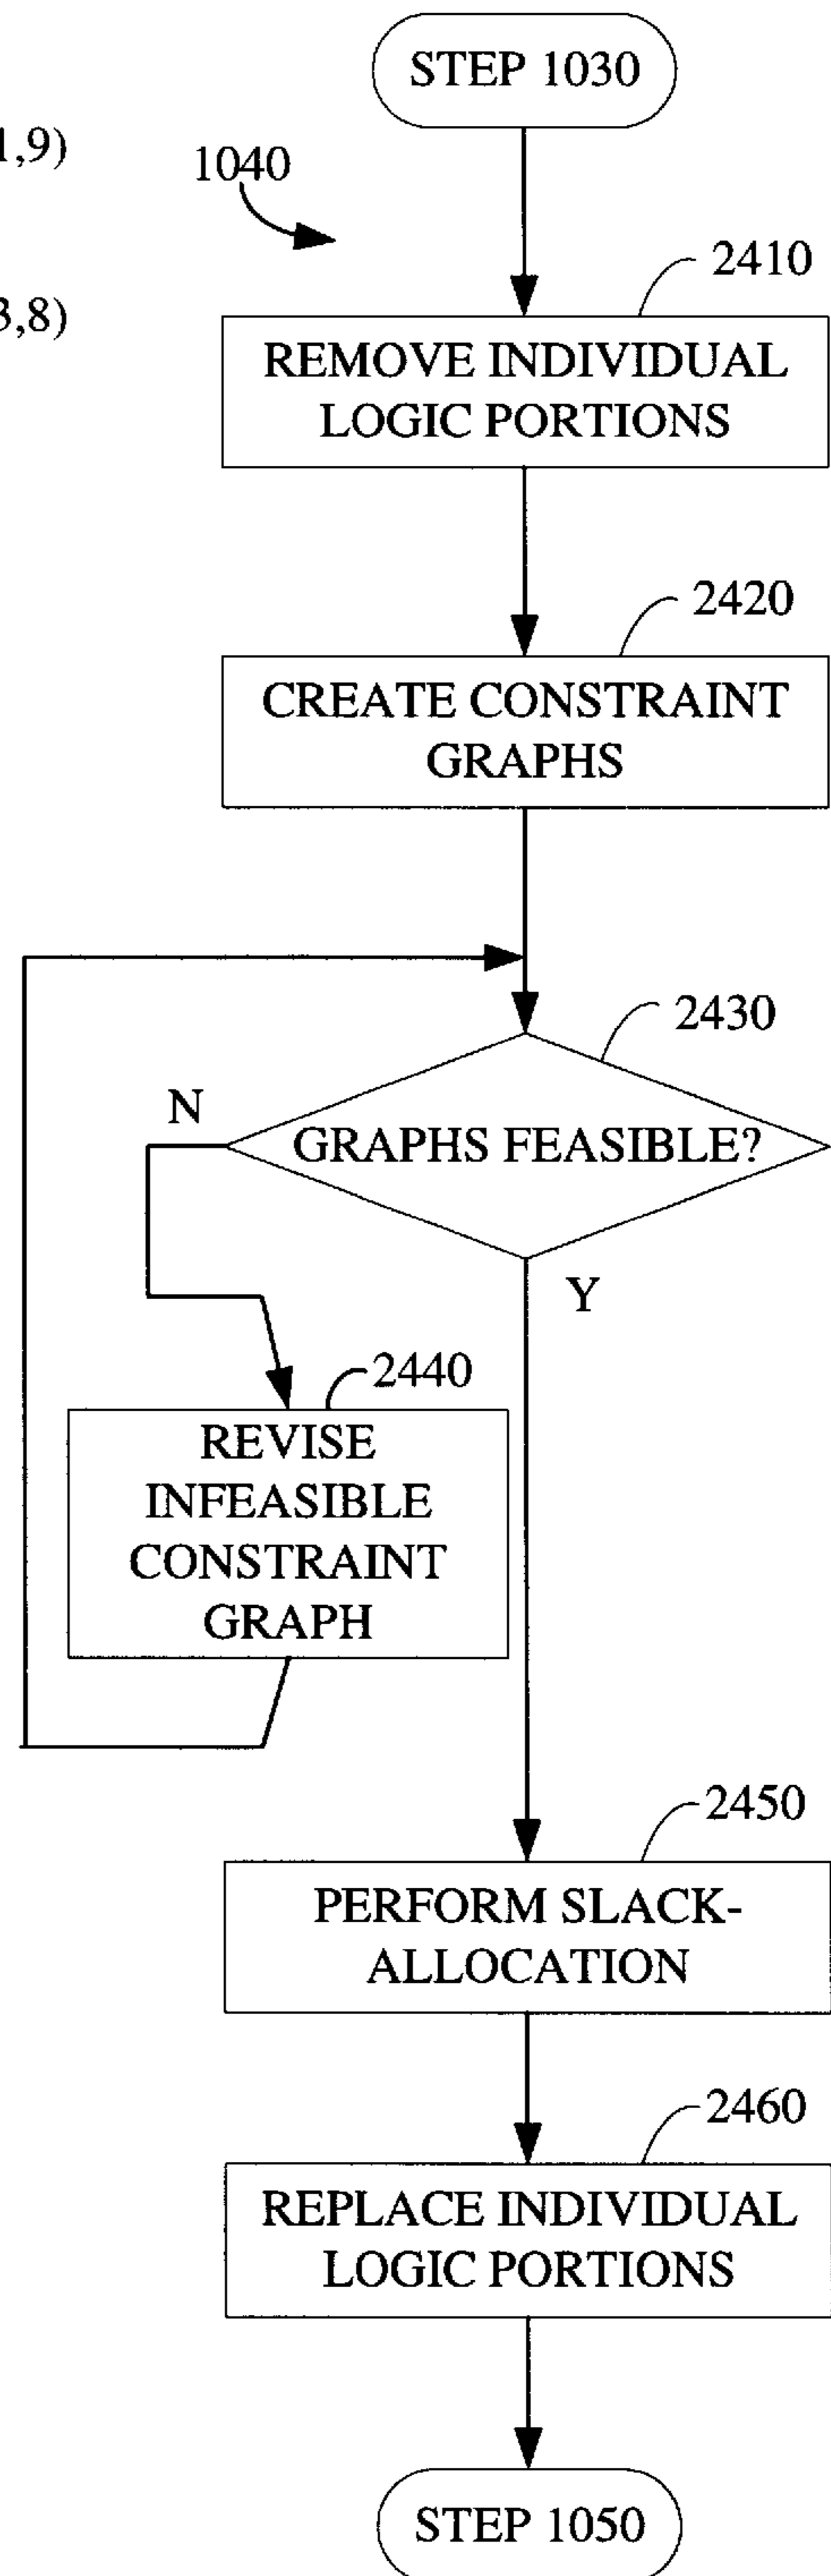 STEP 1030
1,9)
1040
3,8)
2410
REMOVE INDIVIDUAL
LOGIC PORTIONS
2420
CREATE CONSTRAINT
GRAPHS
2430
N
GRAPHS FEASIBLE?
Y
2440
REVISE
INFEASIBLE
CONSTRAINT
GRAPH
2450
PERFORM SLACK-
ALLOCATION
2460
REPLACE INDIVIDUAL
LOGIC PORTIONS
STEP 1050